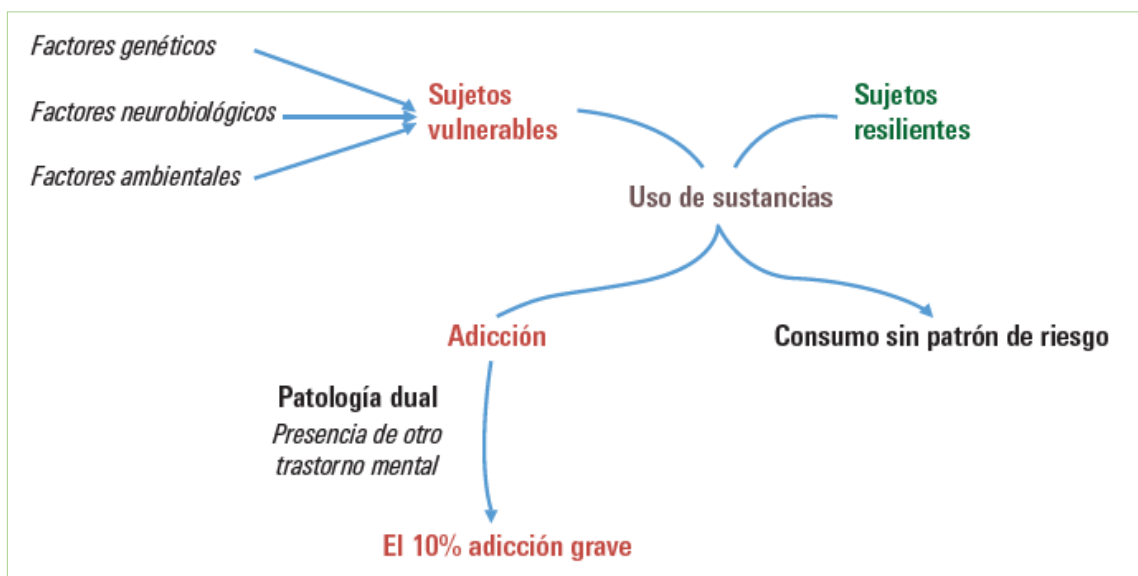 Factores genéticos
Factores neurobiológicos
Factores ambientales
Sujetos
vulnerables
Sujetos
resilientes
Uso de sustancias
Adicción
Consumo sin patrón de riesgo
Patología dual
Presencia de otro
trastorno mental
El 10% adicción grave